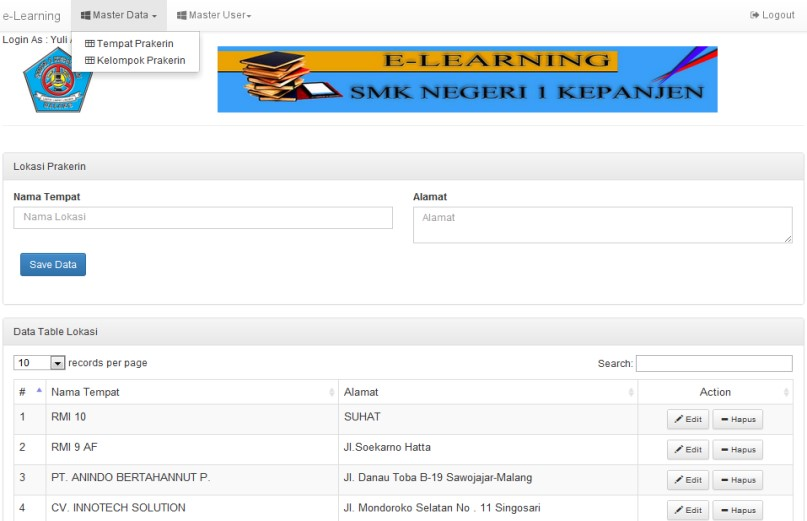 e-Learning Master Data Master User Logout
Login As : Yuli
Tempat Prakerin
Kelompok Prakerin
E-LEARNING
SMK NEGERI 1 KEPANJEN
Lokasi Prakerin
Nama Tempat Alamat
Nama Lokasi Alamat
Save Data
Data Table Lokasi
10 records per page Search:
# Nama Tempat Alamat Action
1 RMI 10 SUHAT Edit Hapus
2 RMI 9 AF Jl.Soekarno Hatta Edit Hapus
3 PT. ANINDO BERTAHANNUT P. Jl. Danau Toba B-19 Sawojajar-Malang Edit Hapus
4 CV. INNOTECH SOLUTION Jl. Mondoroko Selatan No . 11 Singosari Edit Hapus